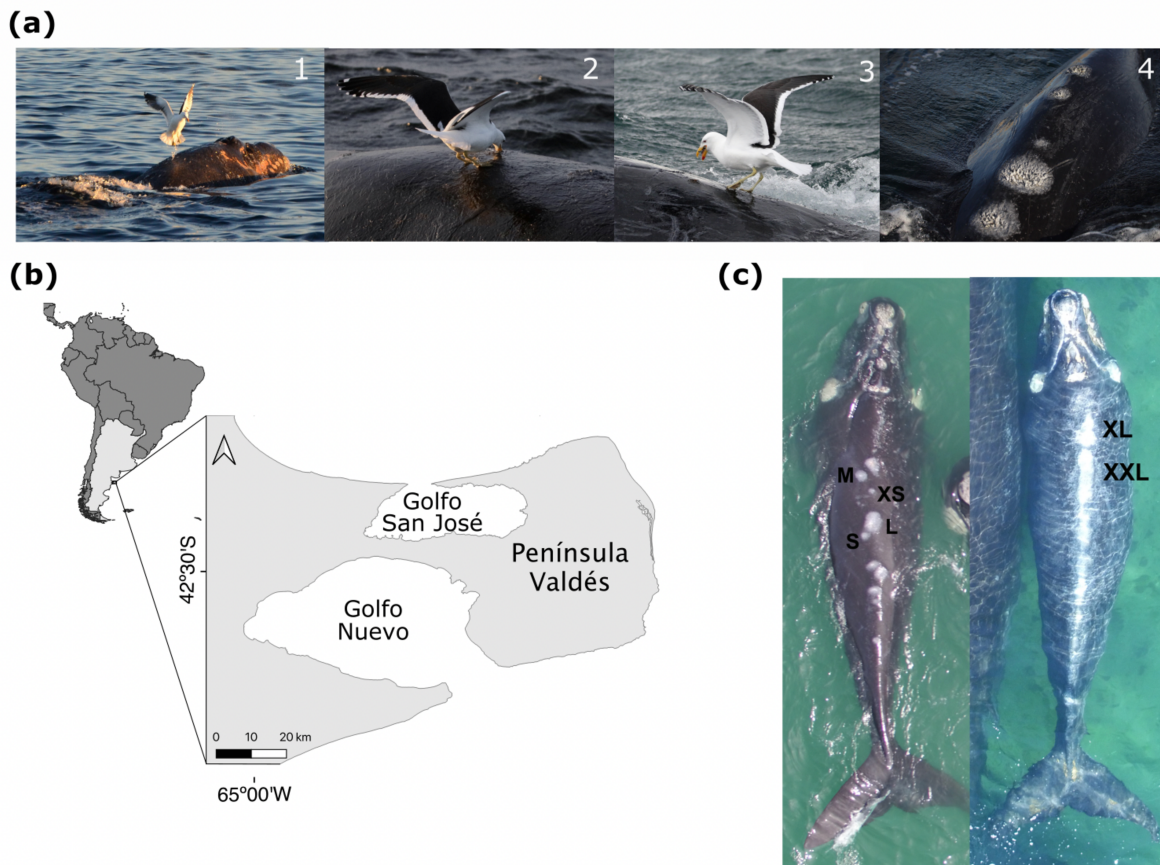 (a)
1
2
3
4
(b)
Golfo
San José
Península
Valdés
Golfo
Nuevo
42°30'S
0 10 20 km
65°00'W
(c)
M
XS
L
S
XL
XXL